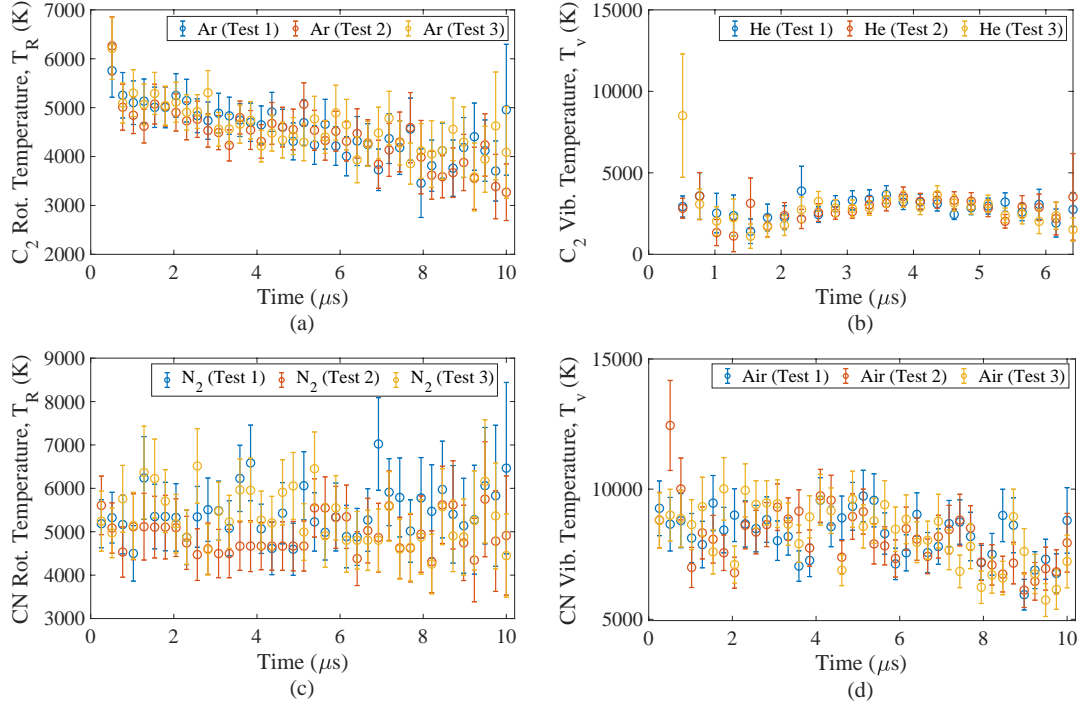 7000
6000
5000
4000
3000
2000
C2 Rot. Temperature, TR (K)
Ar (Test 1) Ar (Test 2) Ar (Test 3)
0 2 4 6 8 10
Time (μs)
(a)
15000
10000
5000
0
C2 Vib. Temperature, Tv (K)
He (Test 1) He (Test 2) He (Test 3)
1 2 3 4 5 6
Time (μs)
(b)
9000
8000
7000
6000
5000
4000
3000
CN Rot. Temperature, TR (K)
N2 (Test 1) N2 (Test 2) N2 (Test 3)
0 2 4 6 8 10
Time (μs)
(c)
15000
10000
5000
CN Vib. Temperature, Tv (K)
Air (Test 1) Air (Test 2) Air (Test 3)
0 2 4 6 8 10
Time (μs)
(d)